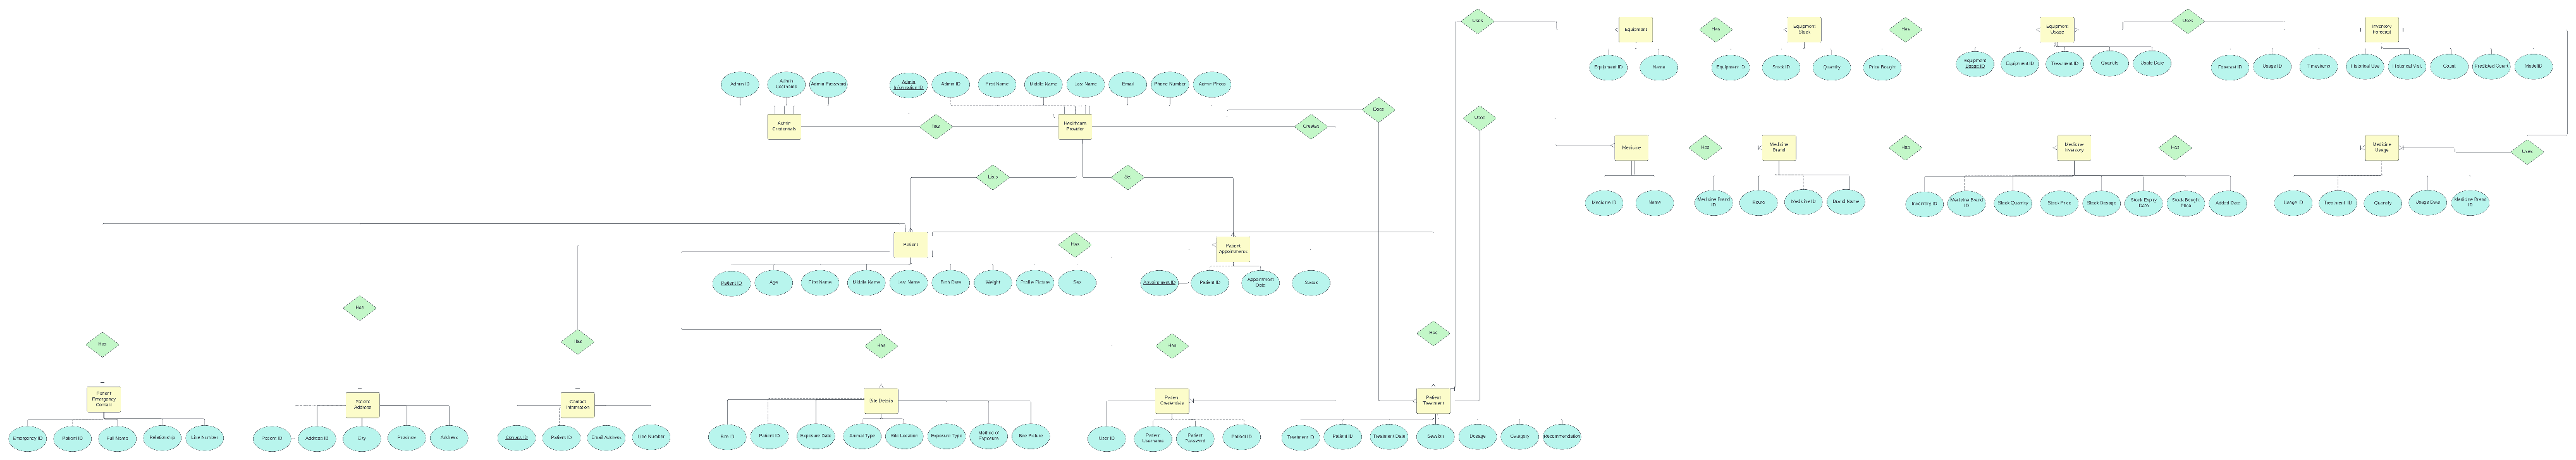 Uses
Equipment
Has
Equipment
Stock
Has
Equipment
Usage
Uses
Inventory
Forecast
Equipment ID
Name
Equipment ID
Stock ID
Quantity
Price Bought
Equipment
Usage ID
Equipment ID
Treatment ID
Quantity
Usage Date
Forecast ID
Usage ID
Timestamp
Historical Use
Historical Visit
Count
Predicted Count
ModelID
Admin ID
Admin
Username
Admin Password
Admin
Information ID
Admin ID
First Name
Middle Name
Last Name
Email
Phone Number
Admin Photo
Admin
Credentials
Has
Healthcare
Provider
Creates
Uses
Medicine
Has
Medicine
Brand
Has
Medicine
Inventory
Has
Medicine
Usage
Uses
Medicine ID
Name
Medicine Brand
ID
Route
Medicine ID
Brand Name
Inventory ID
Medicine Brand
ID
Stock Quantity
Stock Price
Stock Dosage
Stock Expiry
Date
Stock Bought
Price
Added Date
Usage ID
Treatment ID
Quantity
Usage Date
Medicine Brand
ID
Set
Patient
Has
Patient
Appointments
Patient ID
Age
First Name
Middle Name
Last Name
Birth Date
Weight
Profile Picture
Sex
Appointment ID
Patient ID
Appointment
Date
Status
Has
Has
Has
Has
Has
Has
Patient
Emergency
Contact
Patient
Address
Contact
Information
Bite Details
Patient
Credentials
Patient
Treatment
Emergency ID
Patient ID
Full Name
Relationship
Line Number
Patient ID
Address ID
City
Province
Address
Contact ID
Patient ID
Email Address
Line Number
Bite ID
Patient ID
Exposure Date
Animal Type
Bite Location
Exposure Type
Method of
Exposure
Bite Picture
User ID
Patient
Username
Patient
Password
Patient ID
Treatment ID
Patient ID
Treatment Date
Session
Dosage
Category
Recommendation